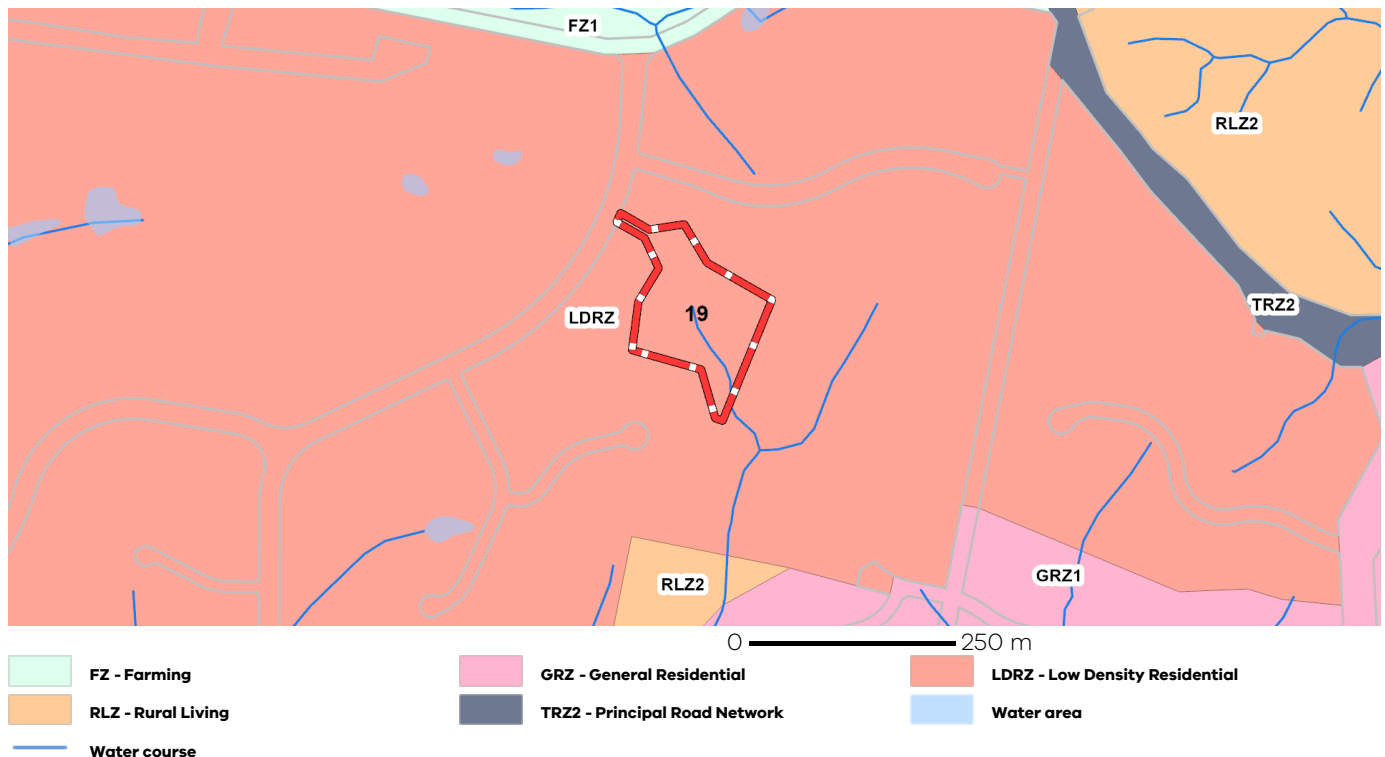 FZ1
RLZ2
TRZ2
19
LDRZ
GRZ1
RLZ2
0 250 m
FZ - Farming
GRZ - General Residential
LDRZ - Low Density Residential
RLZ - Rural Living
TRZ2 - Principal Road Network
Water area
Water course